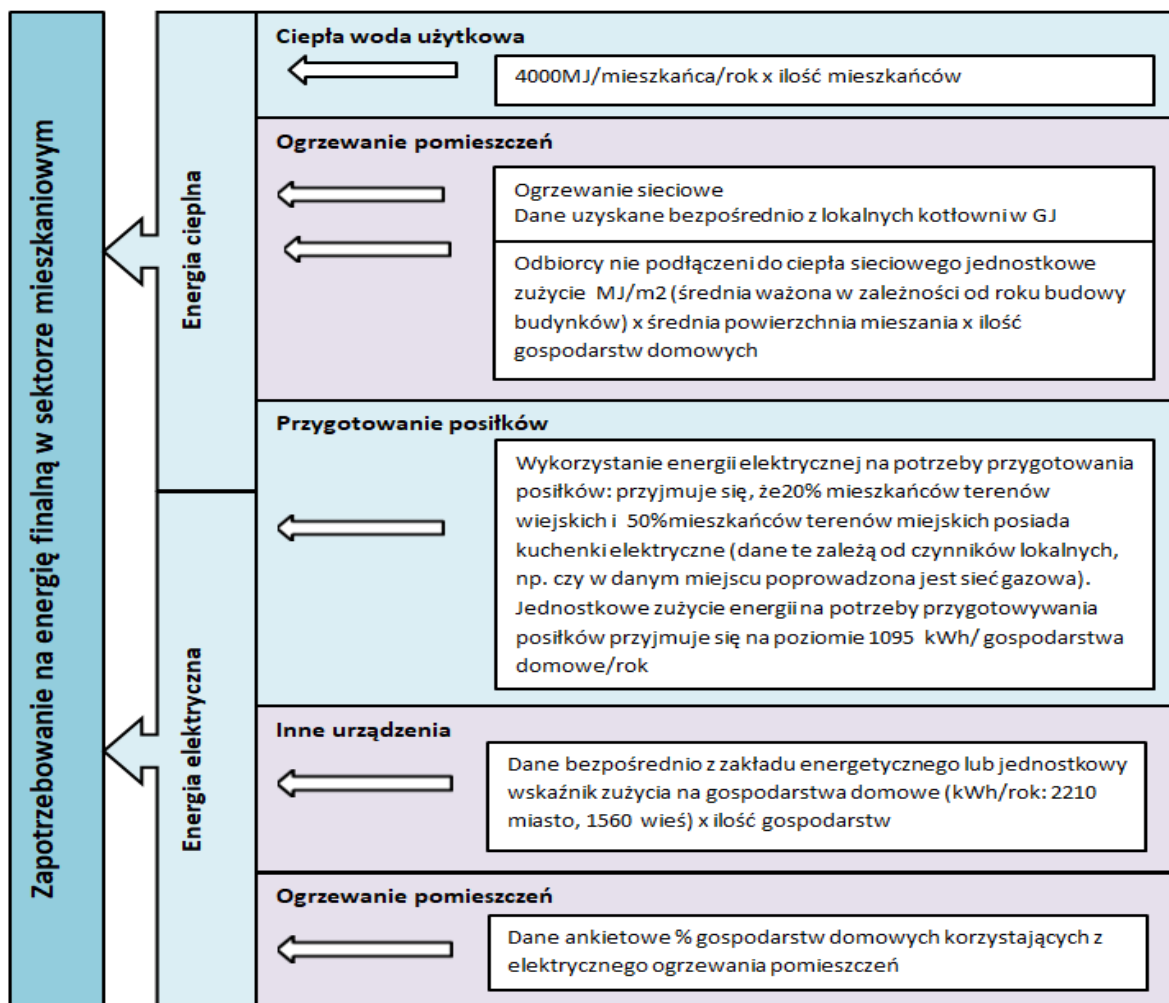 Zapotrzebowanie na energię finalną w sektorze mieszkaniowym
Energia cieplna
Ciepła woda użytkowa
4000MJ/mieszkańca/rok x ilość mieszkańców
Ogrzewanie pomieszczeń
Ogrzewanie sieciowe
Dane uzyskane bezpośrednio z lokalnych kotłowni w GJ
Odbiorcy nie podłączeni do ciepła sieciowego jednostkowe
zużycie MJ/m2 (średnia ważona w zależności od roku budowy
budynków) x średnia powierzchnia mieszania x ilość
gospodarstw domowych
Przygotowanie posiłków
Wykorzystanie energii elektrycznej na potrzeby przygotowania
posiłków: przyjmuje się, że20% mieszkańców terenów
wiejskich i 50%mieszkańców terenów miejskich posiada
kuchenki elektryczne (dane te zależą od czynników lokalnych,
np. czy w danym miejscu poprowadzona jest sieć gazowa).
Jednostkowe zużycie energii na potrzeby przygotowywania
posiłków przyjmuje się na poziomie 1095 kWh/ gospodarstwa
domowe/rok
Energia elektryczna
Inne urządzenia
Dane bezpośrednio z zakładu energetycznego lub jednostkowy
wskaźnik zużycia na gospodarstwa domowe (kWh/rok: 2210
miasto, 1560 wieś) x ilość gospodarstw
Ogrzewanie pomieszczeń
Dane ankietowe % gospodarstw domowych korzystających z
elektrycznego ogrzewania pomieszczeń